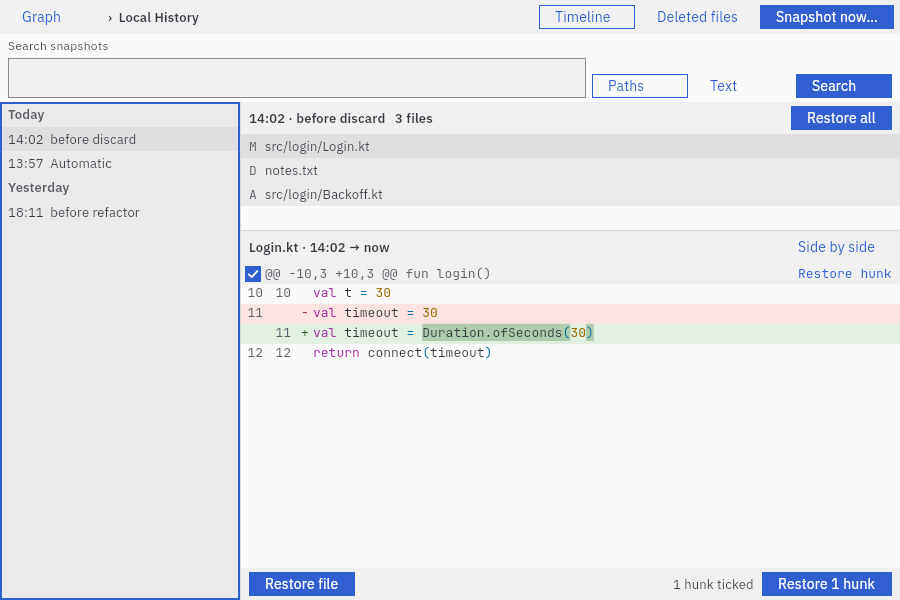 Graph › Local History Timeline Deleted files Snapshot now...
Search snapshots
Paths Text Search
Today
14:02 before discard
13:57 Automatic
Yesterday
18:11 before refactor
14:02 · before discard 3 files Restore all
M src/login/Login.kt
D notes.txt
A src/login/Backoff.kt
Login.kt · 14:02 → now Side by side
@@ -10,3 +10,3 @@ fun login() Restore hunk
10 10 val t = 30
11 - val timeout = 30
11 + val timeout = Duration.ofSeconds(30)
12 12 return connect(timeout)
Restore file 1 hunk ticked Restore 1 hunk